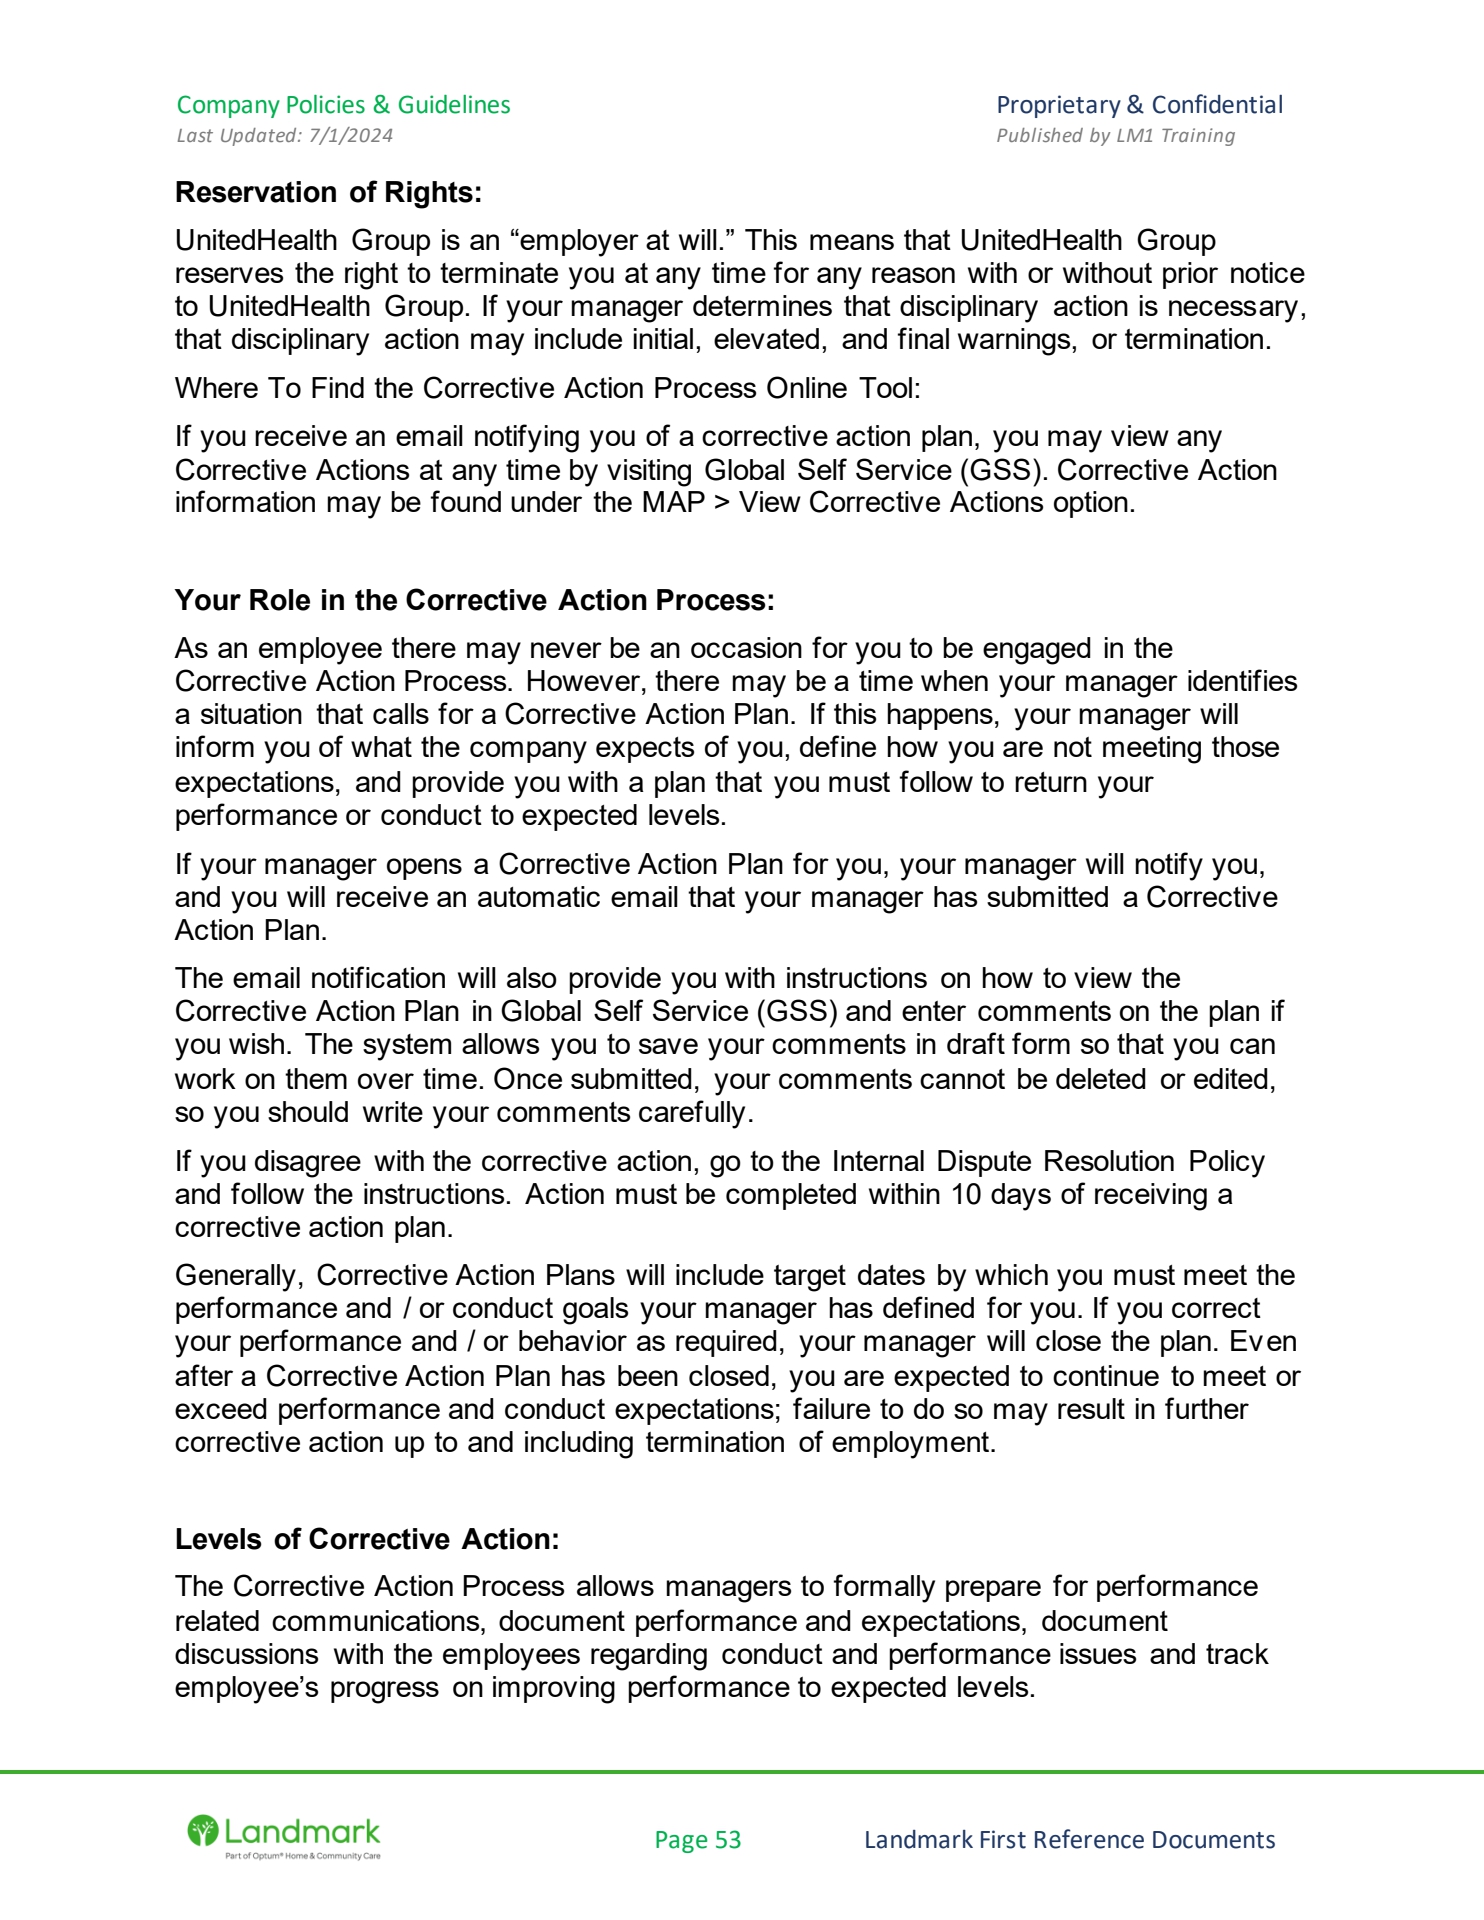 Company Policies & Guidelines
Proprietary & Confidential
Last Updated: 7/1/2024
Published by LM1 Training
Reservation of Rights:
UnitedHealth Group is an “employer at will.” This means that UnitedHealth Group
reserves the right to terminate you at any time for any reason with or without prior notice
to UnitedHealth Group. If your manager determines that disciplinary action is necessary,
that disciplinary action may include initial, elevated, and final warnings, or termination.
Where To Find the Corrective Action Process Online Tool:
If you receive an email notifying you of a corrective action plan, you may view any
Corrective Actions at any time by visiting Global Self Service (GSS). Corrective Action
information may be found under the MAP > View Corrective Actions option.
Your Role in the Corrective Action Process:
As an employee there may never be an occasion for you to be engaged in the
Corrective Action Process. However, there may be a time when your manager identifies
a situation that calls for a Corrective Action Plan. If this happens, your manager will
inform you of what the company expects of you, define how you are not meeting those
expectations, and provide you with a plan that you must follow to return your
performance or conduct to expected levels.
If your manager opens a Corrective Action Plan for you, your manager will notify you,
and you will receive an automatic email that your manager has submitted a Corrective
Action Plan.
The email notification will also provide you with instructions on how to view the
Corrective Action Plan in Global Self Service (GSS) and enter comments on the plan if
you wish. The system allows you to save your comments in draft form so that you can
work on them over time. Once submitted, your comments cannot be deleted or edited,
so you should write your comments carefully.
If you disagree with the corrective action, go to the Internal Dispute Resolution Policy
and follow the instructions. Action must be completed within 10 days of receiving a
corrective action plan.
Generally, Corrective Action Plans will include target dates by which you must meet the
performance and / or conduct goals your manager has defined for you. If you correct
your performance and / or behavior as required, your manager will close the plan. Even
after a Corrective Action Plan has been closed, you are expected to continue to meet or
exceed performance and conduct expectations; failure to do so may result in further
corrective action up to and including termination of employment.
Levels of Corrective Action:
The Corrective Action Process allows managers to formally prepare for performance
related communications, document performance and expectations, document
discussions with the employees regarding conduct and performance issues and track
employee’s progress on improving performance to expected levels.
Landmark
Part of Optum® Home & Community Care
Page 53
Landmark First Reference Documents